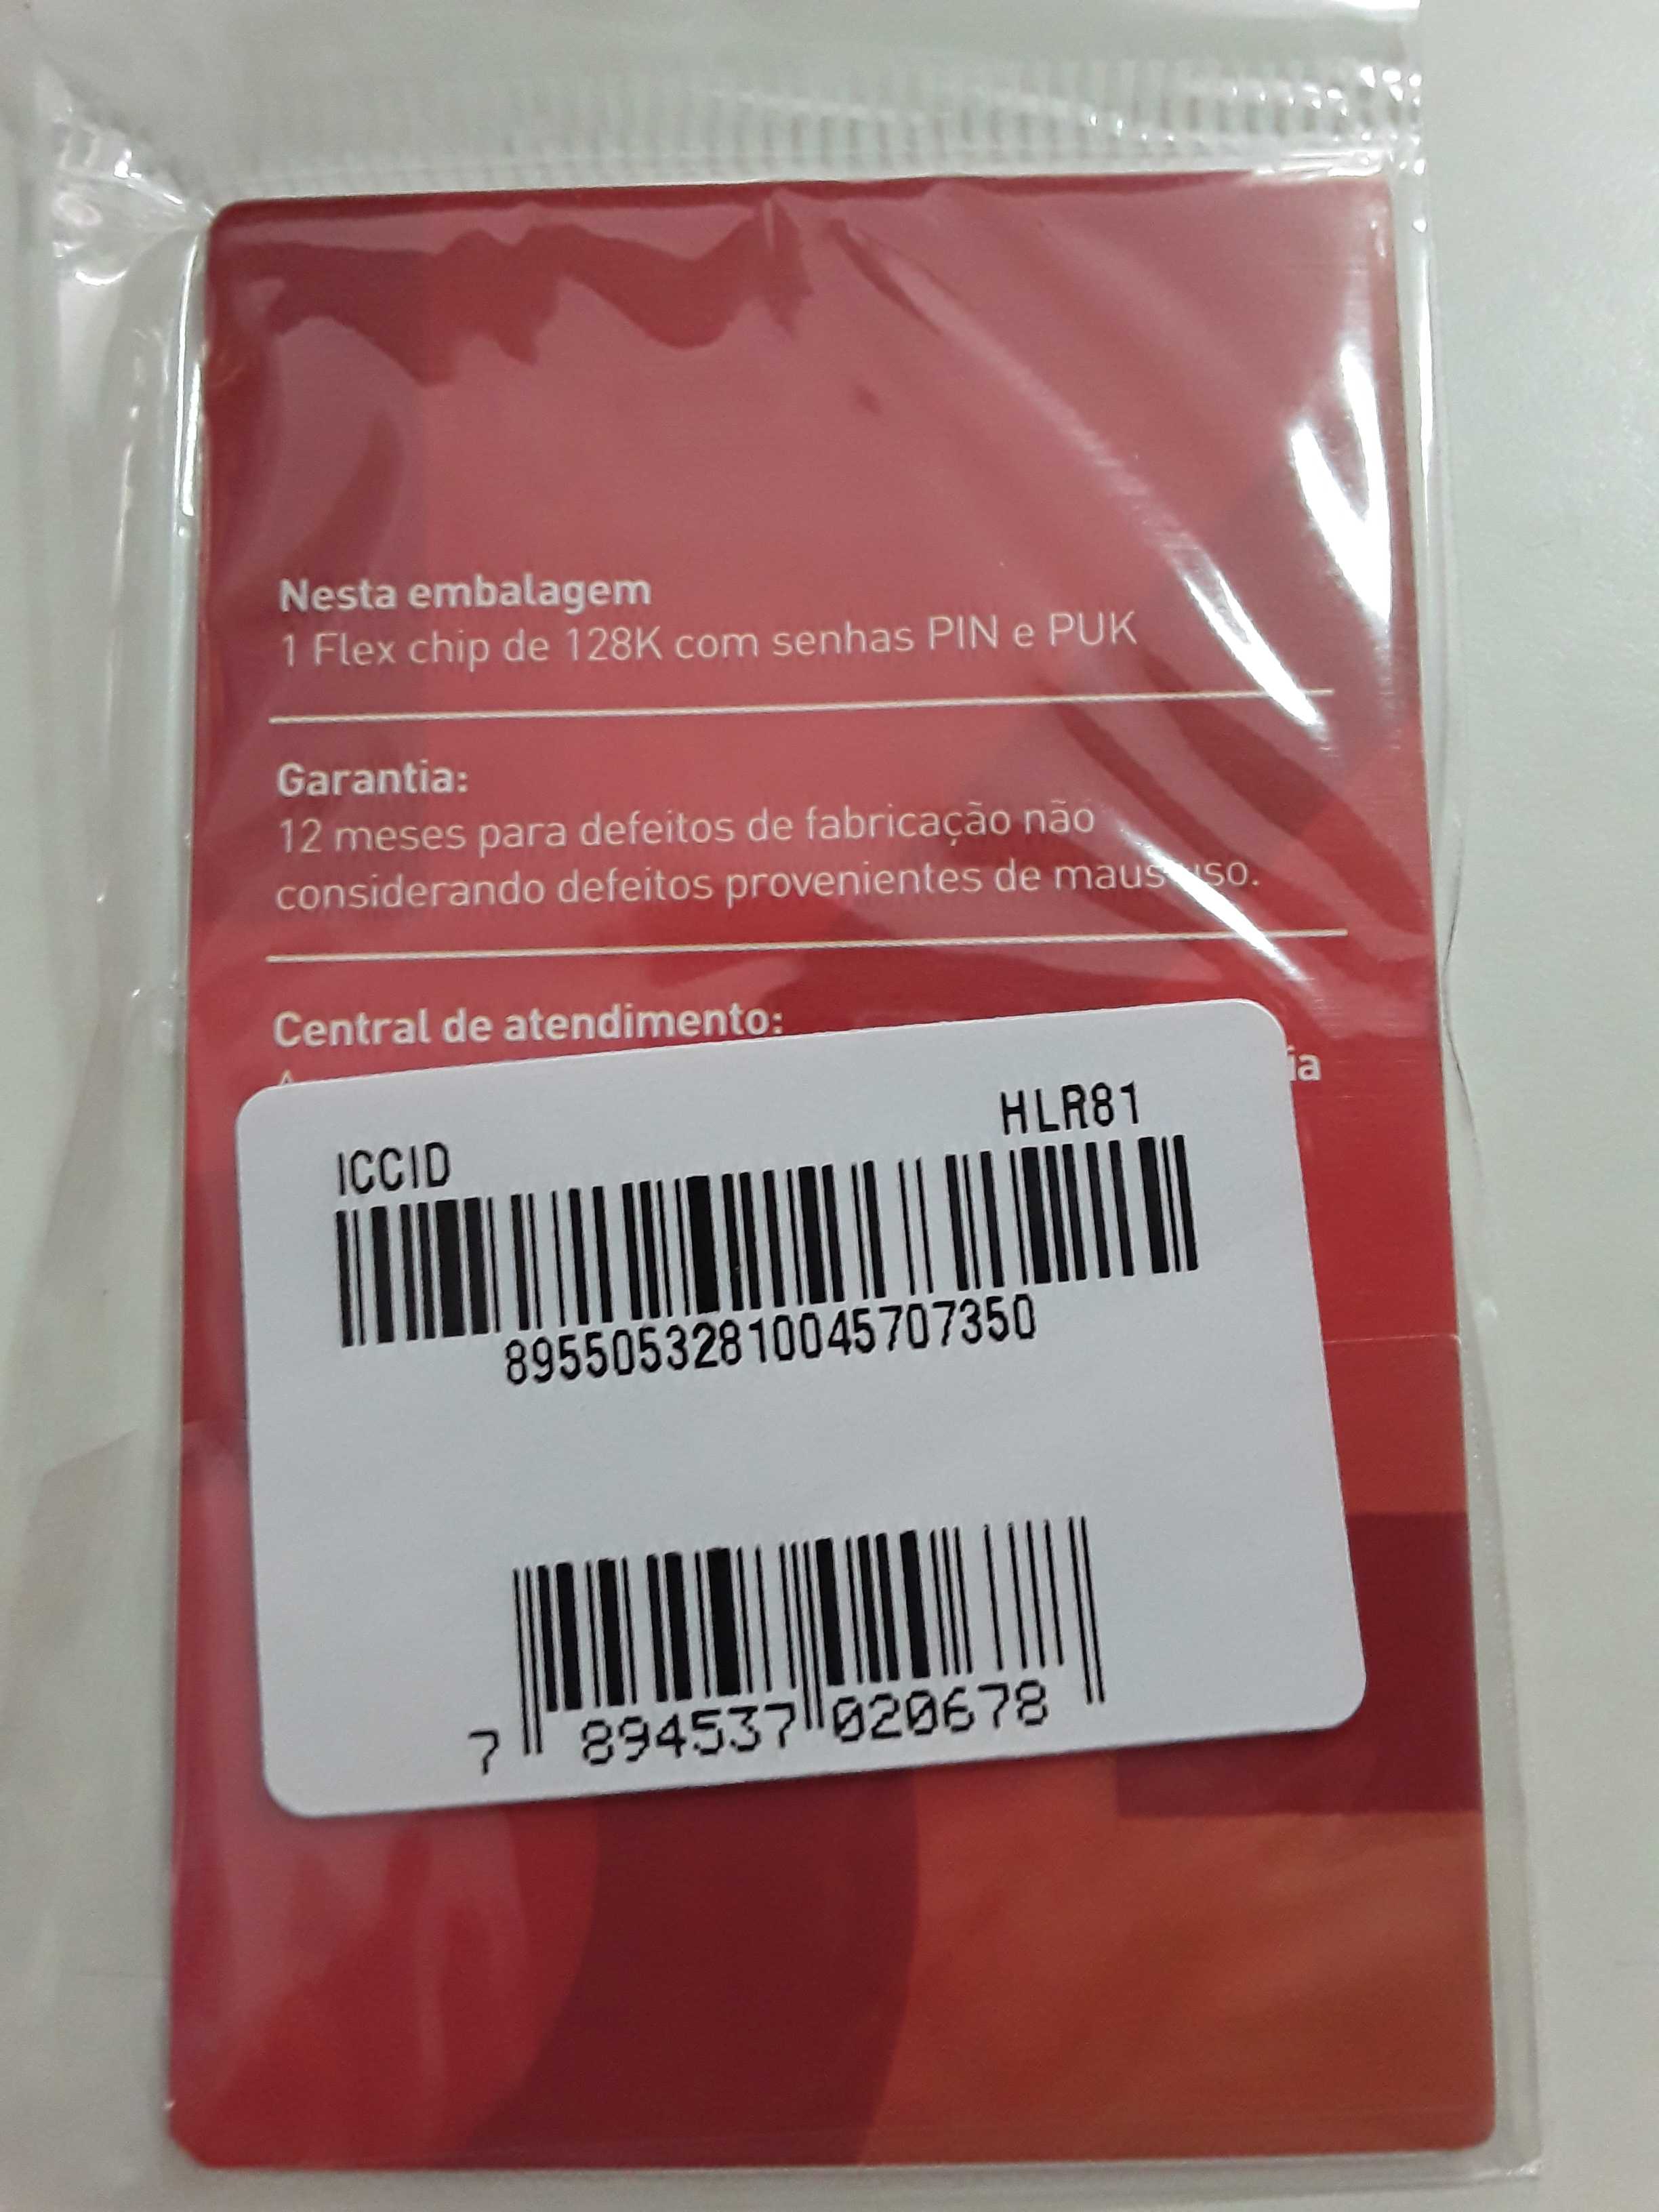 Nesta embalagem
1 Flex chip de 128K com senhas PIN e PUK
Garantia:
12 meses para defeitos de fabricação não
considerando defeitos provenientes de maus uso.
Central de atendimento:
HLR81
ICCID
89550532810045707350
7 894537 020678